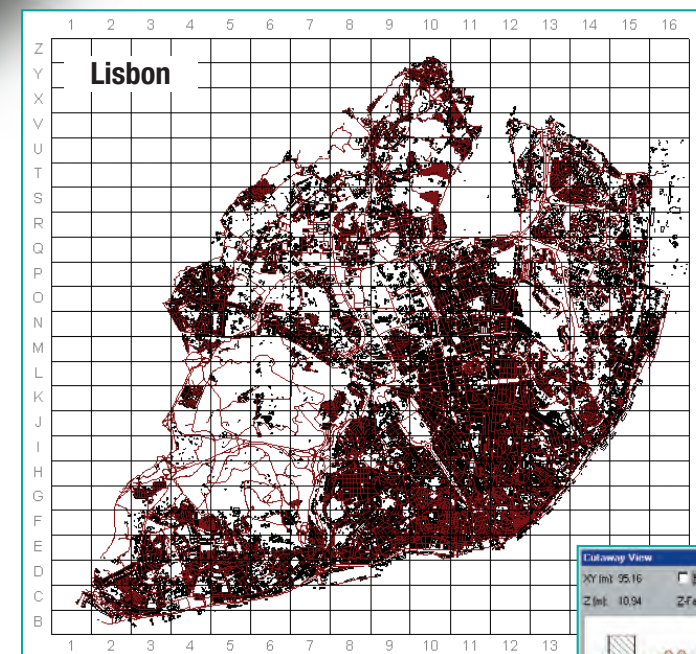 1 2 3 4 5 6 7 8 9 10 11 12 13 14 15 16
Z
Y
Lisbon
X
V
U
T
S
R
Q
P
O
N
M
L
K
J
I
H
G
F
E
D
C
B
1 2 3 4 5 6 7 8 9 10 11 12 13
Cutaway View
XY [m]: 95.16
Z [m]: 10.94